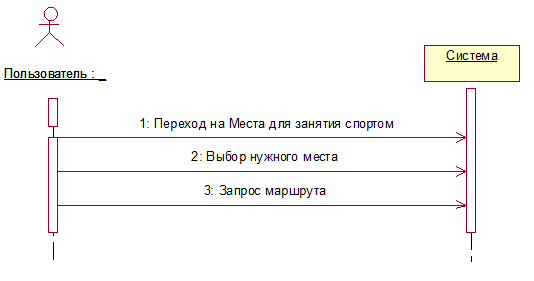 Система
Пользователь : _
1: Переход на Места для занятия спортом
2: Выбор нужного места
3: Запрос маршрута